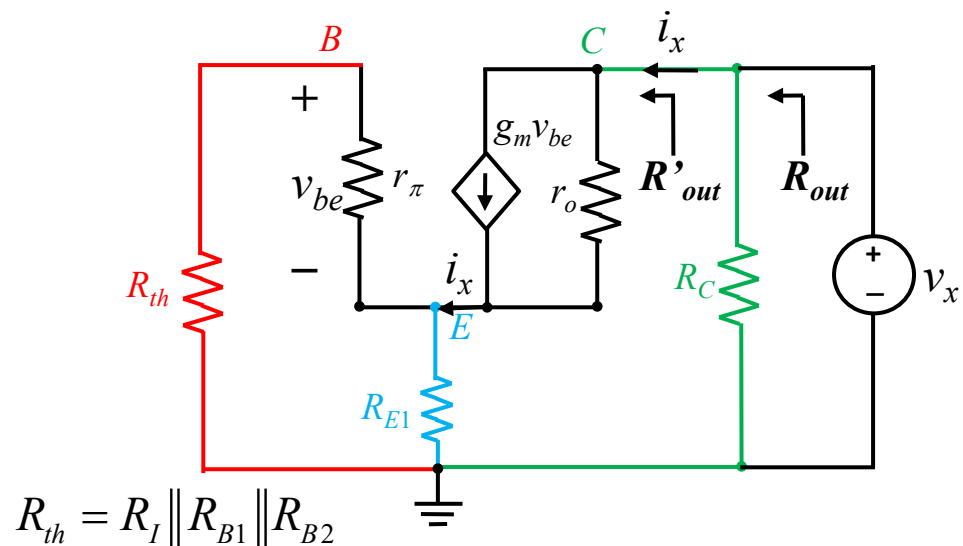 B
C
i_x
+
g_m v_be
v_be
r_π
r_o
R'_out
R_out
−
R_th
i_x
R_C
+
−
v_x
E
R_E1
R_th = R_I || R_B1 || R_B2